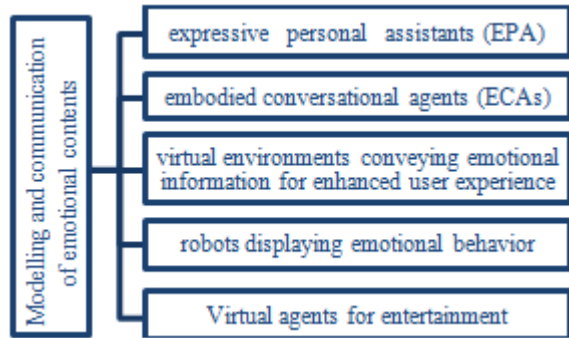 Modelling and communication
of emotional contents
expressive personal assistants (EPA)
embodied conversational agents (ECAs)
virtual environments conveying emotional
information for enhanced user experience
robots displaying emotional behavior
Virtual agents for entertainment